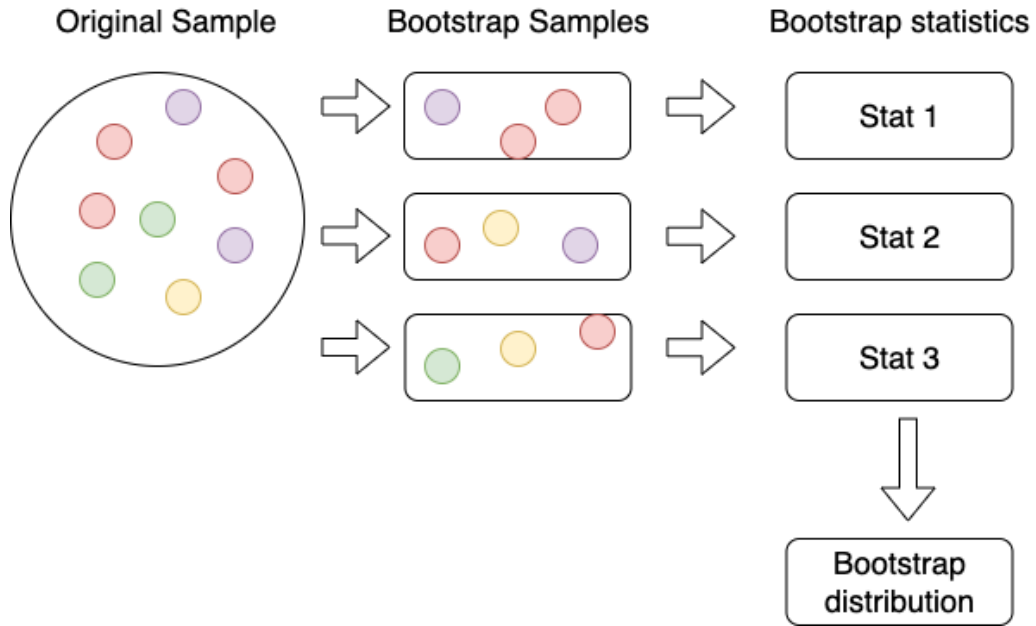 Original Sample
Bootstrap Samples
Bootstrap statistics
Stat 1
Stat 2
Stat 3
Bootstrap
distribution